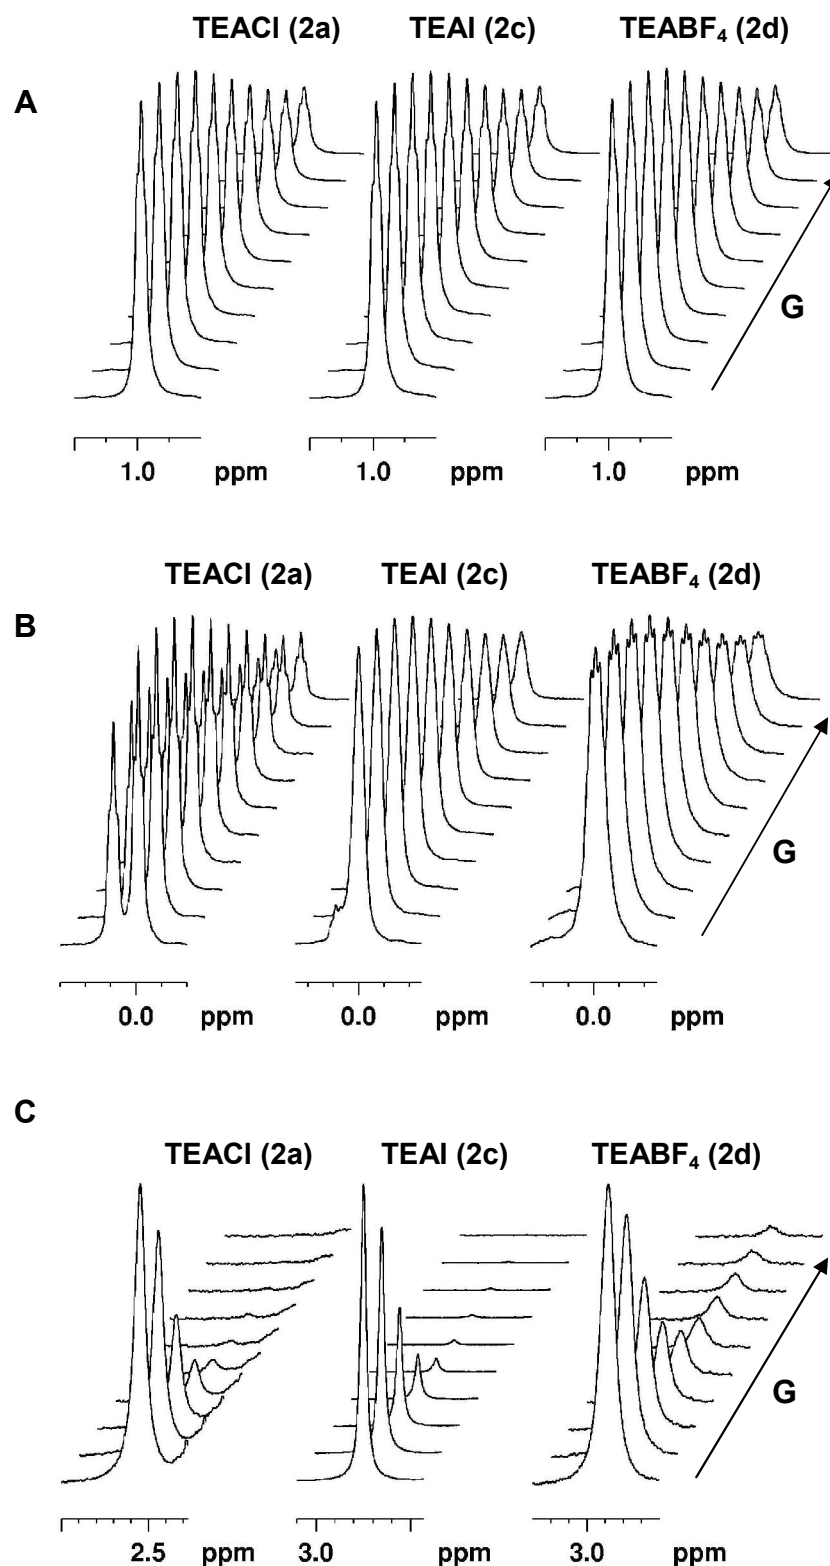 TEACl (2a) TEAI (2c) TEABF₄ (2d)
A
G
1.0 ppm 1.0 ppm 1.0 ppm
TEACl (2a) TEAI (2c) TEABF₄ (2d)
B
G
0.0 ppm 0.0 ppm 0.0 ppm
C
TEACl (2a) TEAI (2c) TEABF₄ (2d)
G
2.5 ppm 3.0 ppm 3.0 ppm